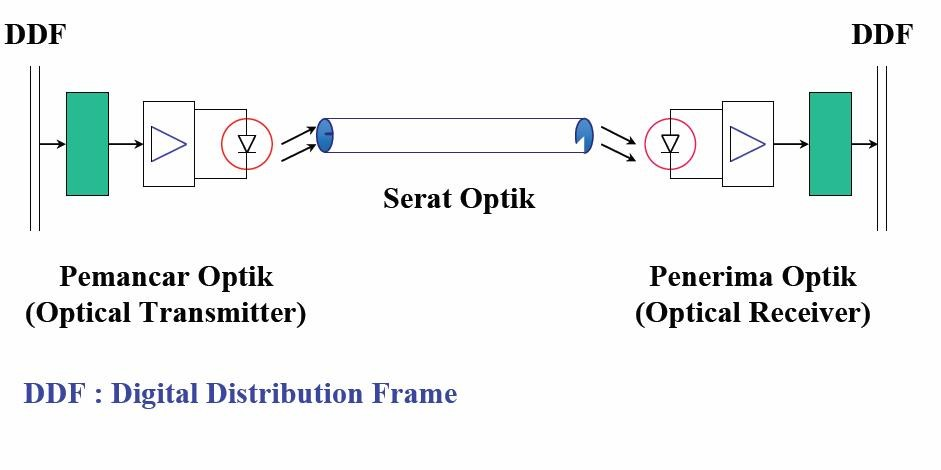 DDF
DDF
Serat Optik
Pemancar Optik
(Optical Transmitter)
Penerima Optik
(Optical Receiver)
DDF : Digital Distribution Frame